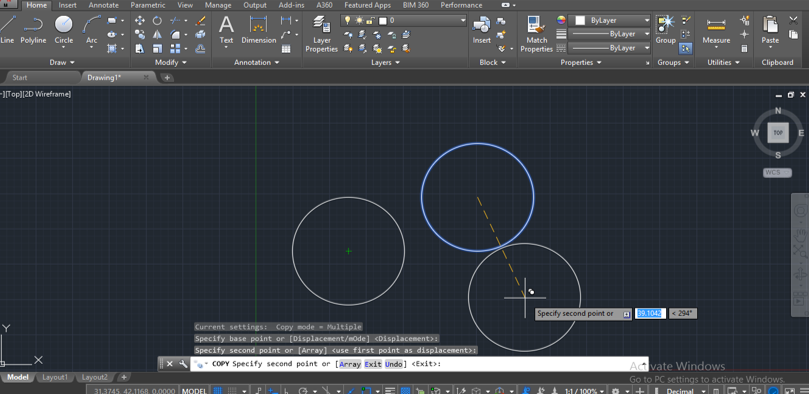 Home Insert Annotate Parametric View Manage Output Add-ins A360 Featured Apps BIM 360 Performance
Line Polyline Circle Arc Text Dimension Layer Properties Insert Match Properties ByLayer Group Measure Paste
0
ByLayer
ByLayer
Draw Modify Annotation Layers Block Properties Groups Utilities Clipboard
Start Drawing1*
-][Top][2D Wireframe]
N
W TOP E
S
WCS
Specify second point or 39.1042 < 294°
Current settings: Copy mode = Multiple
Specify base point or [Displacement/mOde] <Displacement>:
Specify second point or [Array] <use first point as displacement>:
Y
X
COPY Specify second point or [Array Exit Undo] <Exit>:
Activate Windows
Go to PC settings to activate Windows.
Model Layout1 Layout2 +
31.3745, 42.1168, 0.0000 MODEL 1:1 / 100% Decimal